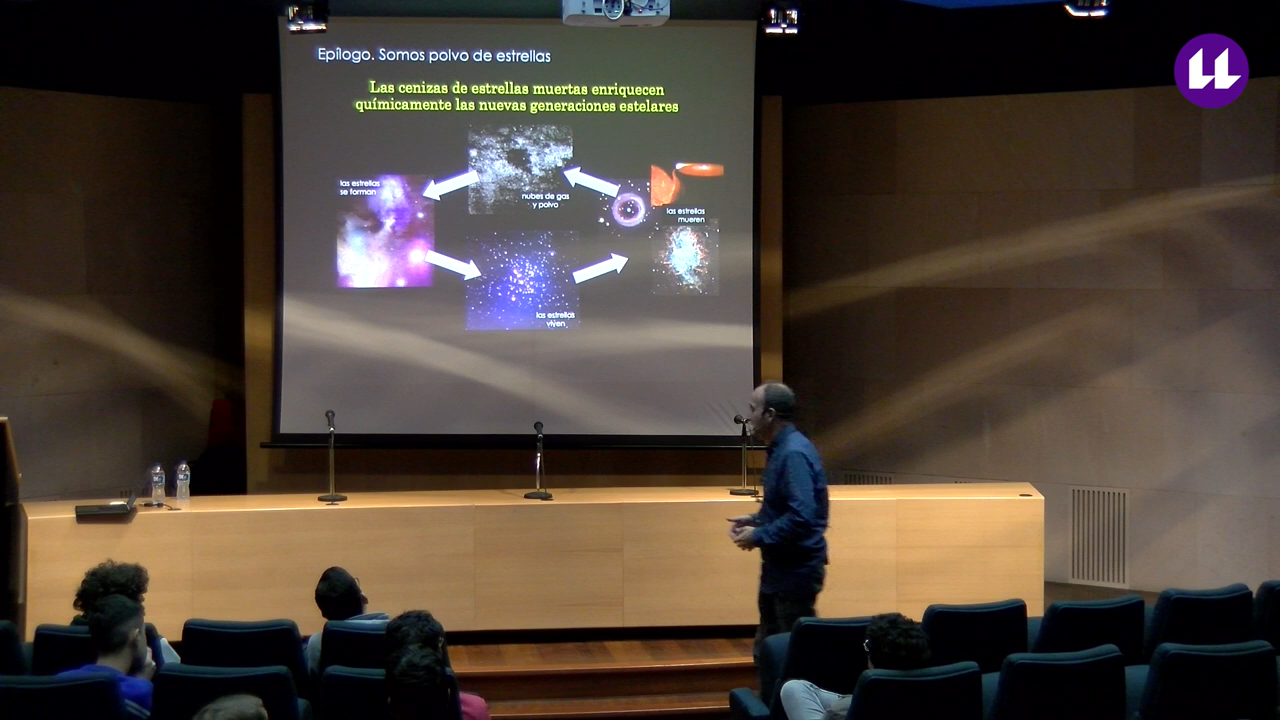 Epílogo. Somos polvo de estrellas
Las cenizas de estrellas muertas enriquecen
químicamente las nuevas generaciones estelares
las estrellas
se forman
nubes de gas
y polvo
las estrellas
mueren
las estrellas
viven